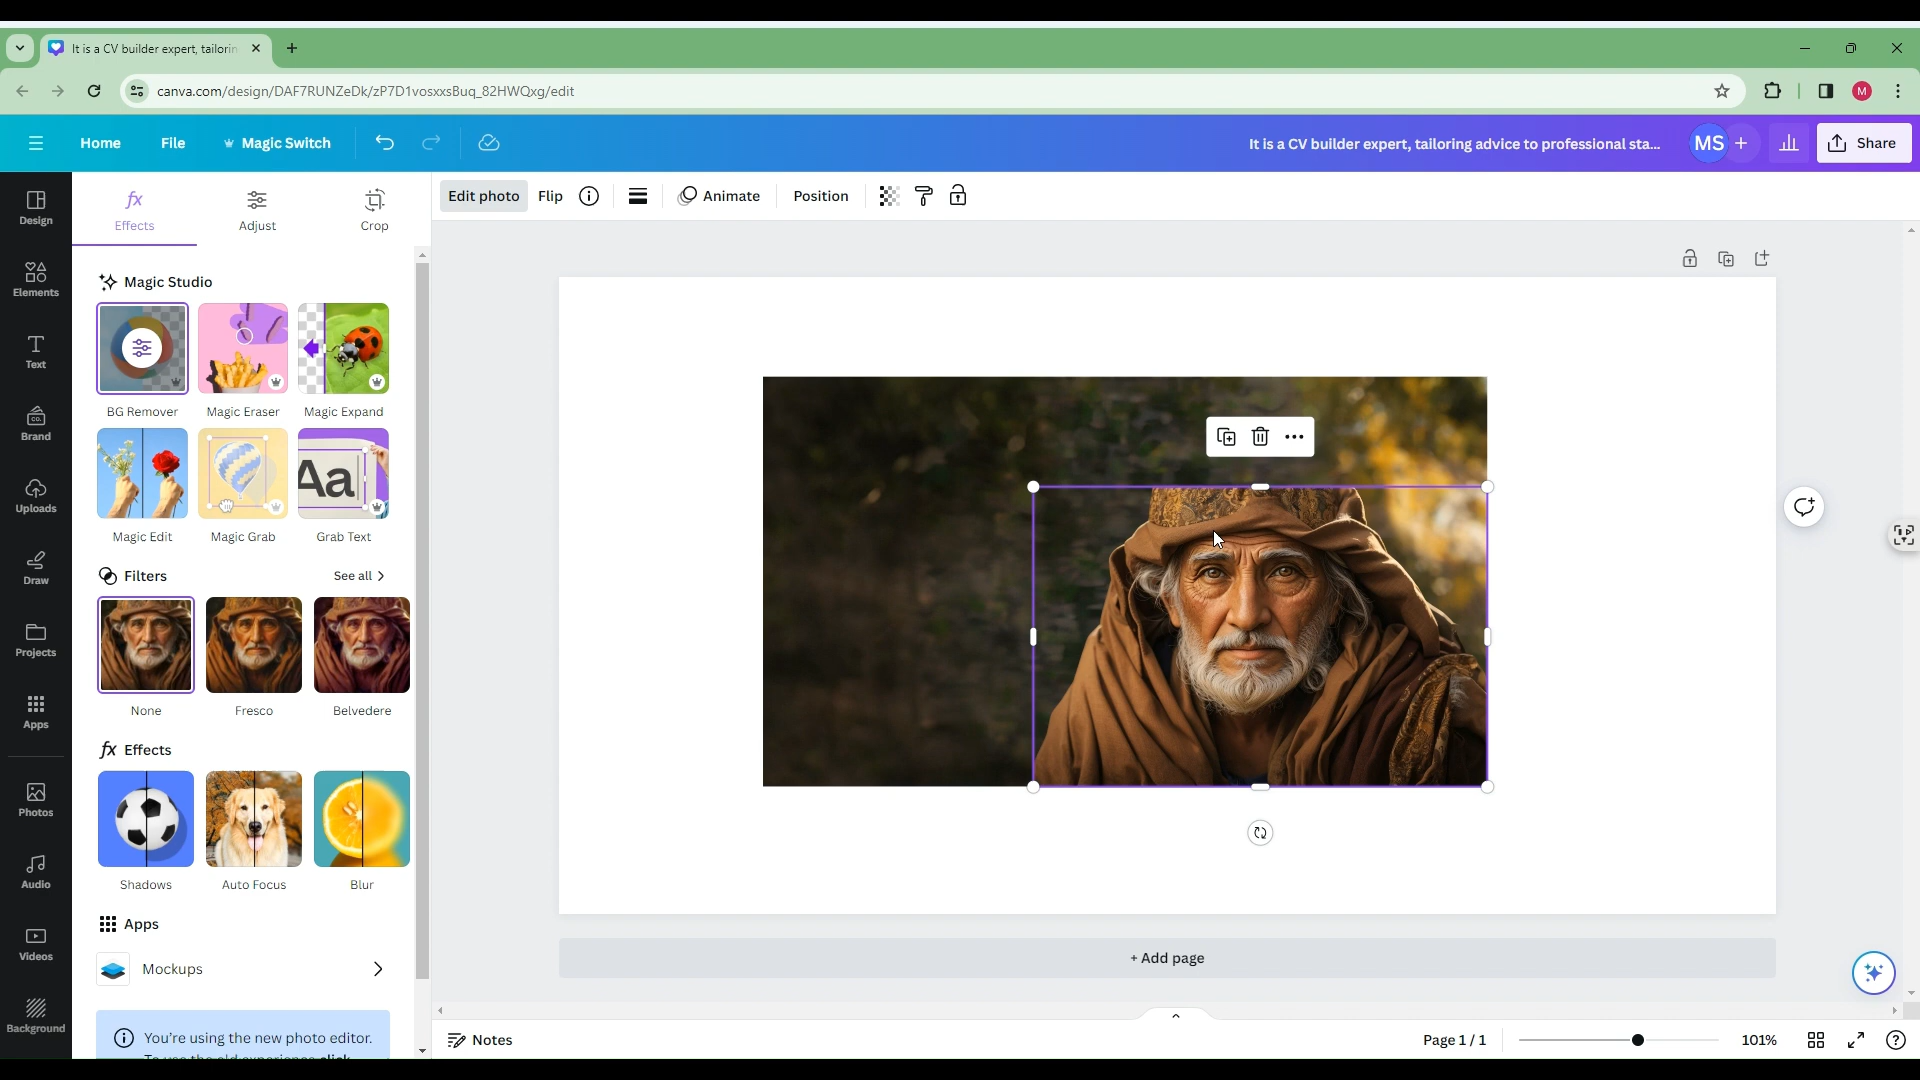 It is a CV builder expert, tailorin
canva.com/design/DAF7RUNZeDk/zP7D1vosxxsBuq_82HWQxg/edit
M
Home
File
Magic Switch
It is a CV builder expert, tailoring advice to professional sta...
MS
Share
Design
Elements
Text
Brand
Uploads
Draw
Projects
Apps
Photos
Audio
Videos
Background
fx
Effects
Adjust
Crop
Edit photo
Flip
Animate
Position
Magic Studio
BG Remover
Magic Eraser
Magic Expand
Aa
Magic Edit
Magic Grab
Grab Text
Filters
See all
None
Fresco
Belvedere
fx Effects
Shadows
Auto Focus
Blur
Apps
Mockups
You're using the new photo editor.
To use the old experience click
+ Add page
Notes
Page 1 / 1
101%